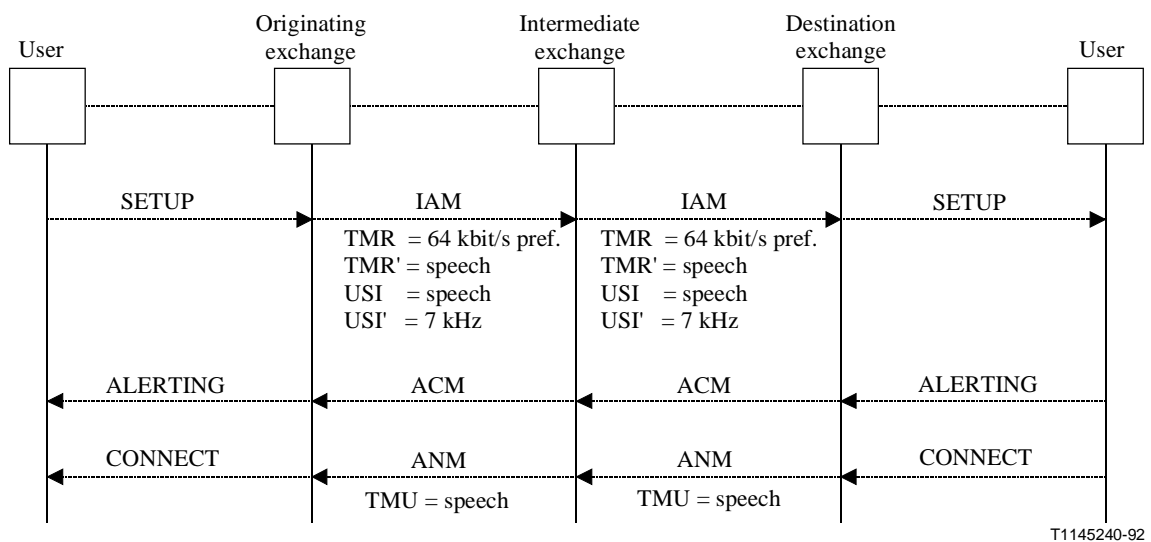 User
Originating
exchange
Intermediate
exchange
Destination
exchange
User
SETUP
IAM
IAM
SETUP
TMR = 64 kbit/s pref.
TMR' = speech
USI = speech
USI' = 7 kHz
TMR = 64 kbit/s pref.
TMR' = speech
USI = speech
USI' = 7 kHz
ALERTING
ACM
ACM
ALERTING
CONNECT
ANM
ANM
CONNECT
TMU = speech
TMU = speech
T1145240-92